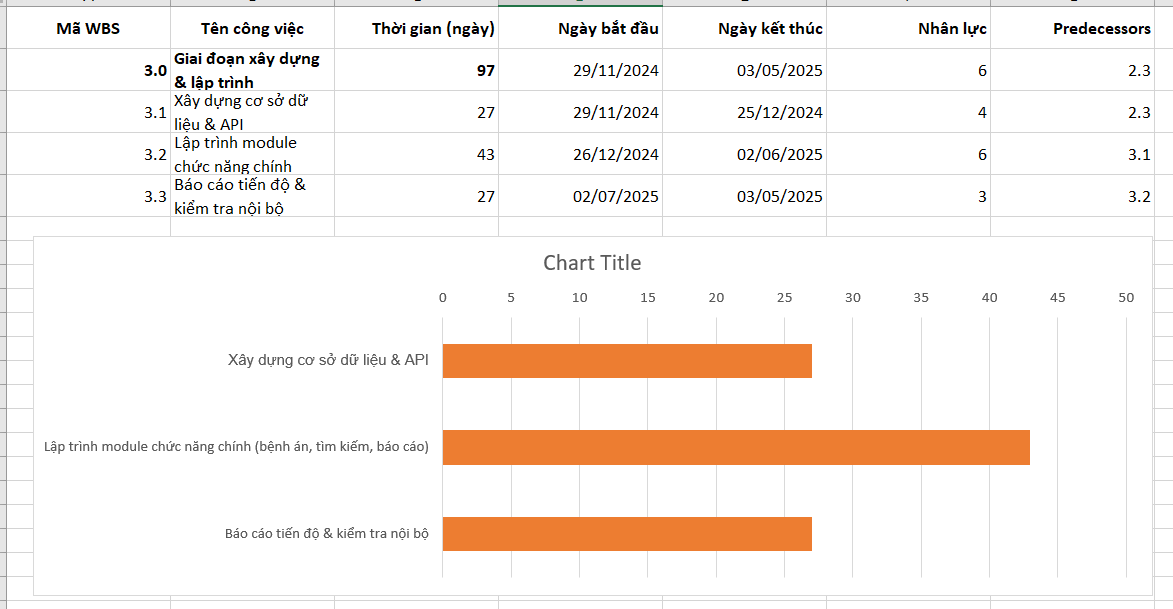 Mã WBS Tên công việc Thời gian (ngày) Ngày bắt đầu Ngày kết thúc Nhân lực Predecessors
3.0 Giai đoạn xây dựng & lập trình 97 29/11/2024 03/05/2025 6 2.3
3.1 Xây dựng cơ sở dữ liệu & API 27 29/11/2024 25/12/2024 4 2.3
3.2 Lập trình module chức năng chính 43 26/12/2024 02/06/2025 6 3.1
3.3 Báo cáo tiến độ & kiểm tra nội bộ 27 02/07/2025 03/05/2025 3 3.2
Chart Title
0 5 10 15 20 25 30 35 40 45 50
Xây dựng cơ sở dữ liệu & API
Lập trình module chức năng chính (bệnh án, tìm kiếm, báo cáo)
Báo cáo tiến độ & kiểm tra nội bộ